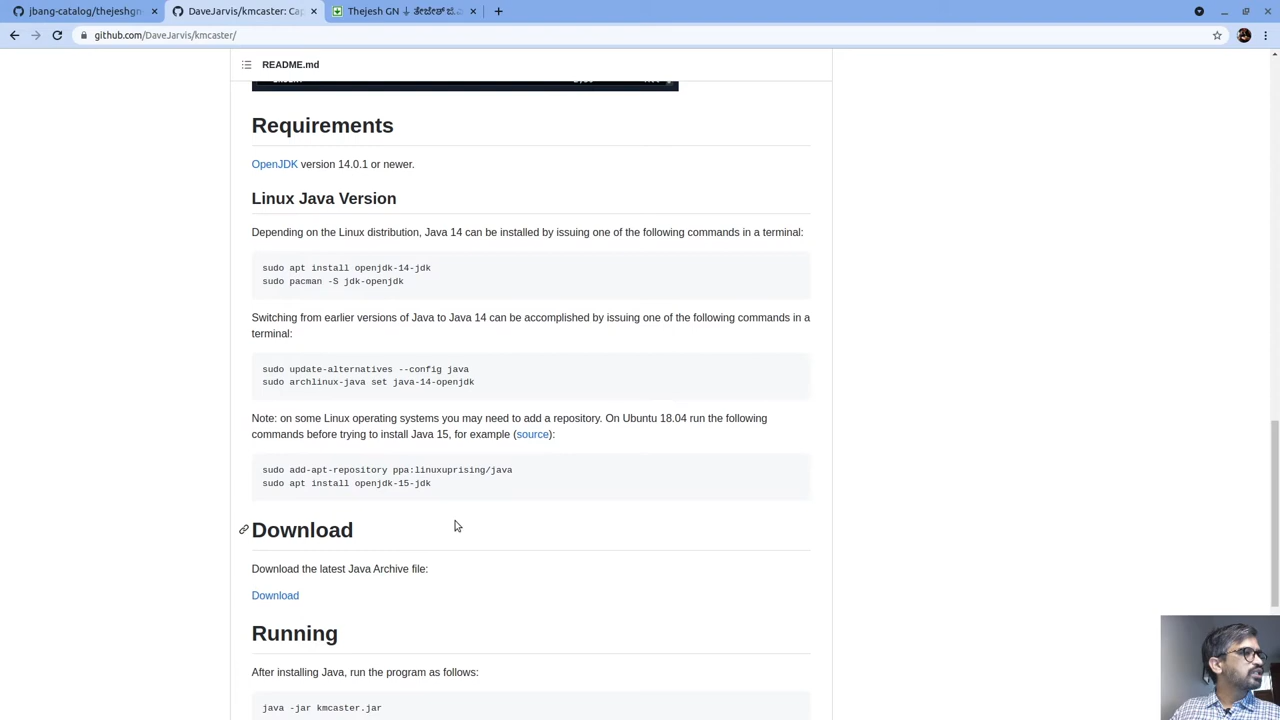 jbang-catalog/thejeshgn
DaveJarvis/kmcaster: Cap
Thejesh GN
github.com/DaveJarvis/kmcaster/
README.md
Requirements
OpenJDK version 14.0.1 or newer.
Linux Java Version
Depending on the Linux distribution, Java 14 can be installed by issuing one of the following commands in a terminal:
sudo apt install openjdk-14-jdk
sudo pacman -S jdk-openjdk
Switching from earlier versions of Java to Java 14 can be accomplished by issuing one of the following commands in a
terminal:
sudo update-alternatives --config java
sudo archlinux-java set java-14-openjdk
Note: on some Linux operating systems you may need to add a repository. On Ubuntu 18.04 run the following
commands before trying to install Java 15, for example (source):
sudo add-apt-repository ppa:linuxuprising/java
sudo apt install openjdk-15-jdk
Download
Download the latest Java Archive file:
Download
Running
After installing Java, run the program as follows:
java -jar kmcaster.jar